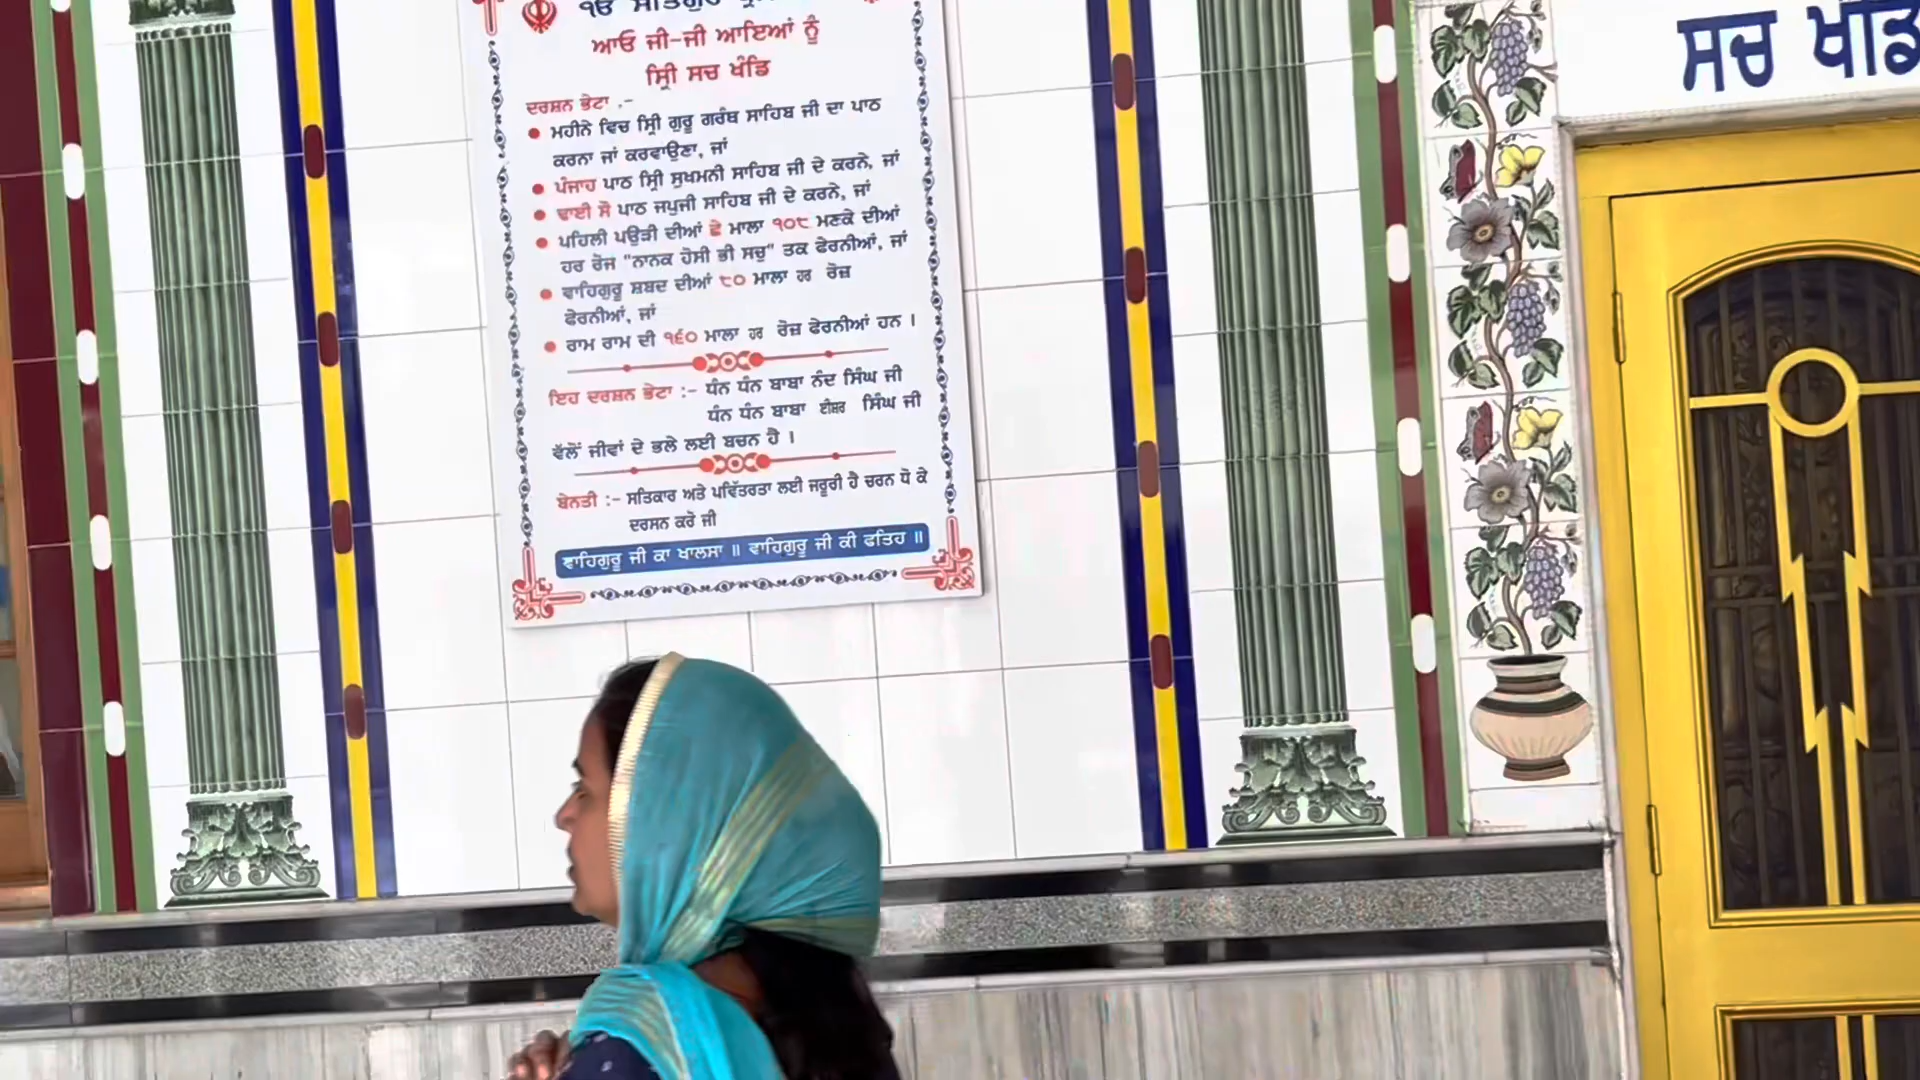 ੴ ਸਤਿਗੁਰ
ਆਓ ਜੀ-ਜੀ ਆਇਆਂ ਨੂੰ
ਸ੍ਰੀ ਸਚ ਖੰਡਿ
ਦਰਸ਼ਨ ਭੇਟਾ :-
ਮਹੀਨੇ ਵਿਚ ਸ੍ਰੀ ਗੁਰੂ ਗਰੰਥ ਸਾਹਿਬ ਜੀ ਦਾ ਪਾਠ
ਕਰਨਾ ਜਾਂ ਕਰਵਾਉਣਾ, ਜਾਂ
ਪੰਜਾਹ ਪਾਠ ਸ੍ਰੀ ਸੁਖਮਨੀ ਸਾਹਿਬ ਜੀ ਦੇ ਕਰਨੇ, ਜਾਂ
ਢਾਈ ਸੋ ਪਾਠ ਜਪੁਜੀ ਸਾਹਿਬ ਜੀ ਦੇ ਕਰਨੇ, ਜਾਂ
ਪਹਿਲੀ ਪਉੜੀ ਦੀਆਂ ਛੇ ਮਾਲਾ ੧੦੮ ਮਣਕੇ ਦੀਆਂ
ਹਰ ਰੋਜ "ਨਾਨਕ ਹੋਸੀ ਭੀ ਸਚੁ" ਤਕ ਫੇਰਨੀਆਂ, ਜਾਂ
ਵਾਹਿਗੁਰੂ ਸ਼ਬਦ ਦੀਆਂ ੮੦ ਮਾਲਾ ਹਰ ਰੋਜ਼
ਫੇਰਨੀਆਂ, ਜਾਂ
ਰਾਮ ਰਾਮ ਦੀ ੧੬੦ ਮਾਲਾ ਹਰ ਰੋਜ਼ ਫੇਰਨੀਆਂ ਹਨ ।
ਇਹ ਦਰਸ਼ਨ ਭੇਟਾ :- ਧੰਨ ਧੰਨ ਬਾਬਾ ਨੰਦ ਸਿੰਘ ਜੀ
ਧੰਨ ਧੰਨ ਬਾਬਾ ਈਸ਼ਰ ਸਿੰਘ ਜੀ
ਵੱਲੋਂ ਜੀਵਾਂ ਦੇ ਭਲੇ ਲਈ ਬਚਨ ਹੈ ।
ਬੇਨਤੀ :- ਸਤਿਕਾਰ ਅਤੇ ਪਵਿੱਤਰਤਾ ਲਈ ਜਰੂਰੀ ਹੈ ਚਰਨ ਧੋ ਕੇ
ਦਰਸਨ ਕਰੋ ਜੀ
ਵਾਹਿਗੁਰੂ ਜੀ ਕਾ ਖਾਲਸਾ ॥ ਵਾਹਿਗੁਰੂ ਜੀ ਕੀ ਫਤਿਹ ॥
ਸਚ ਖੰਡਿ